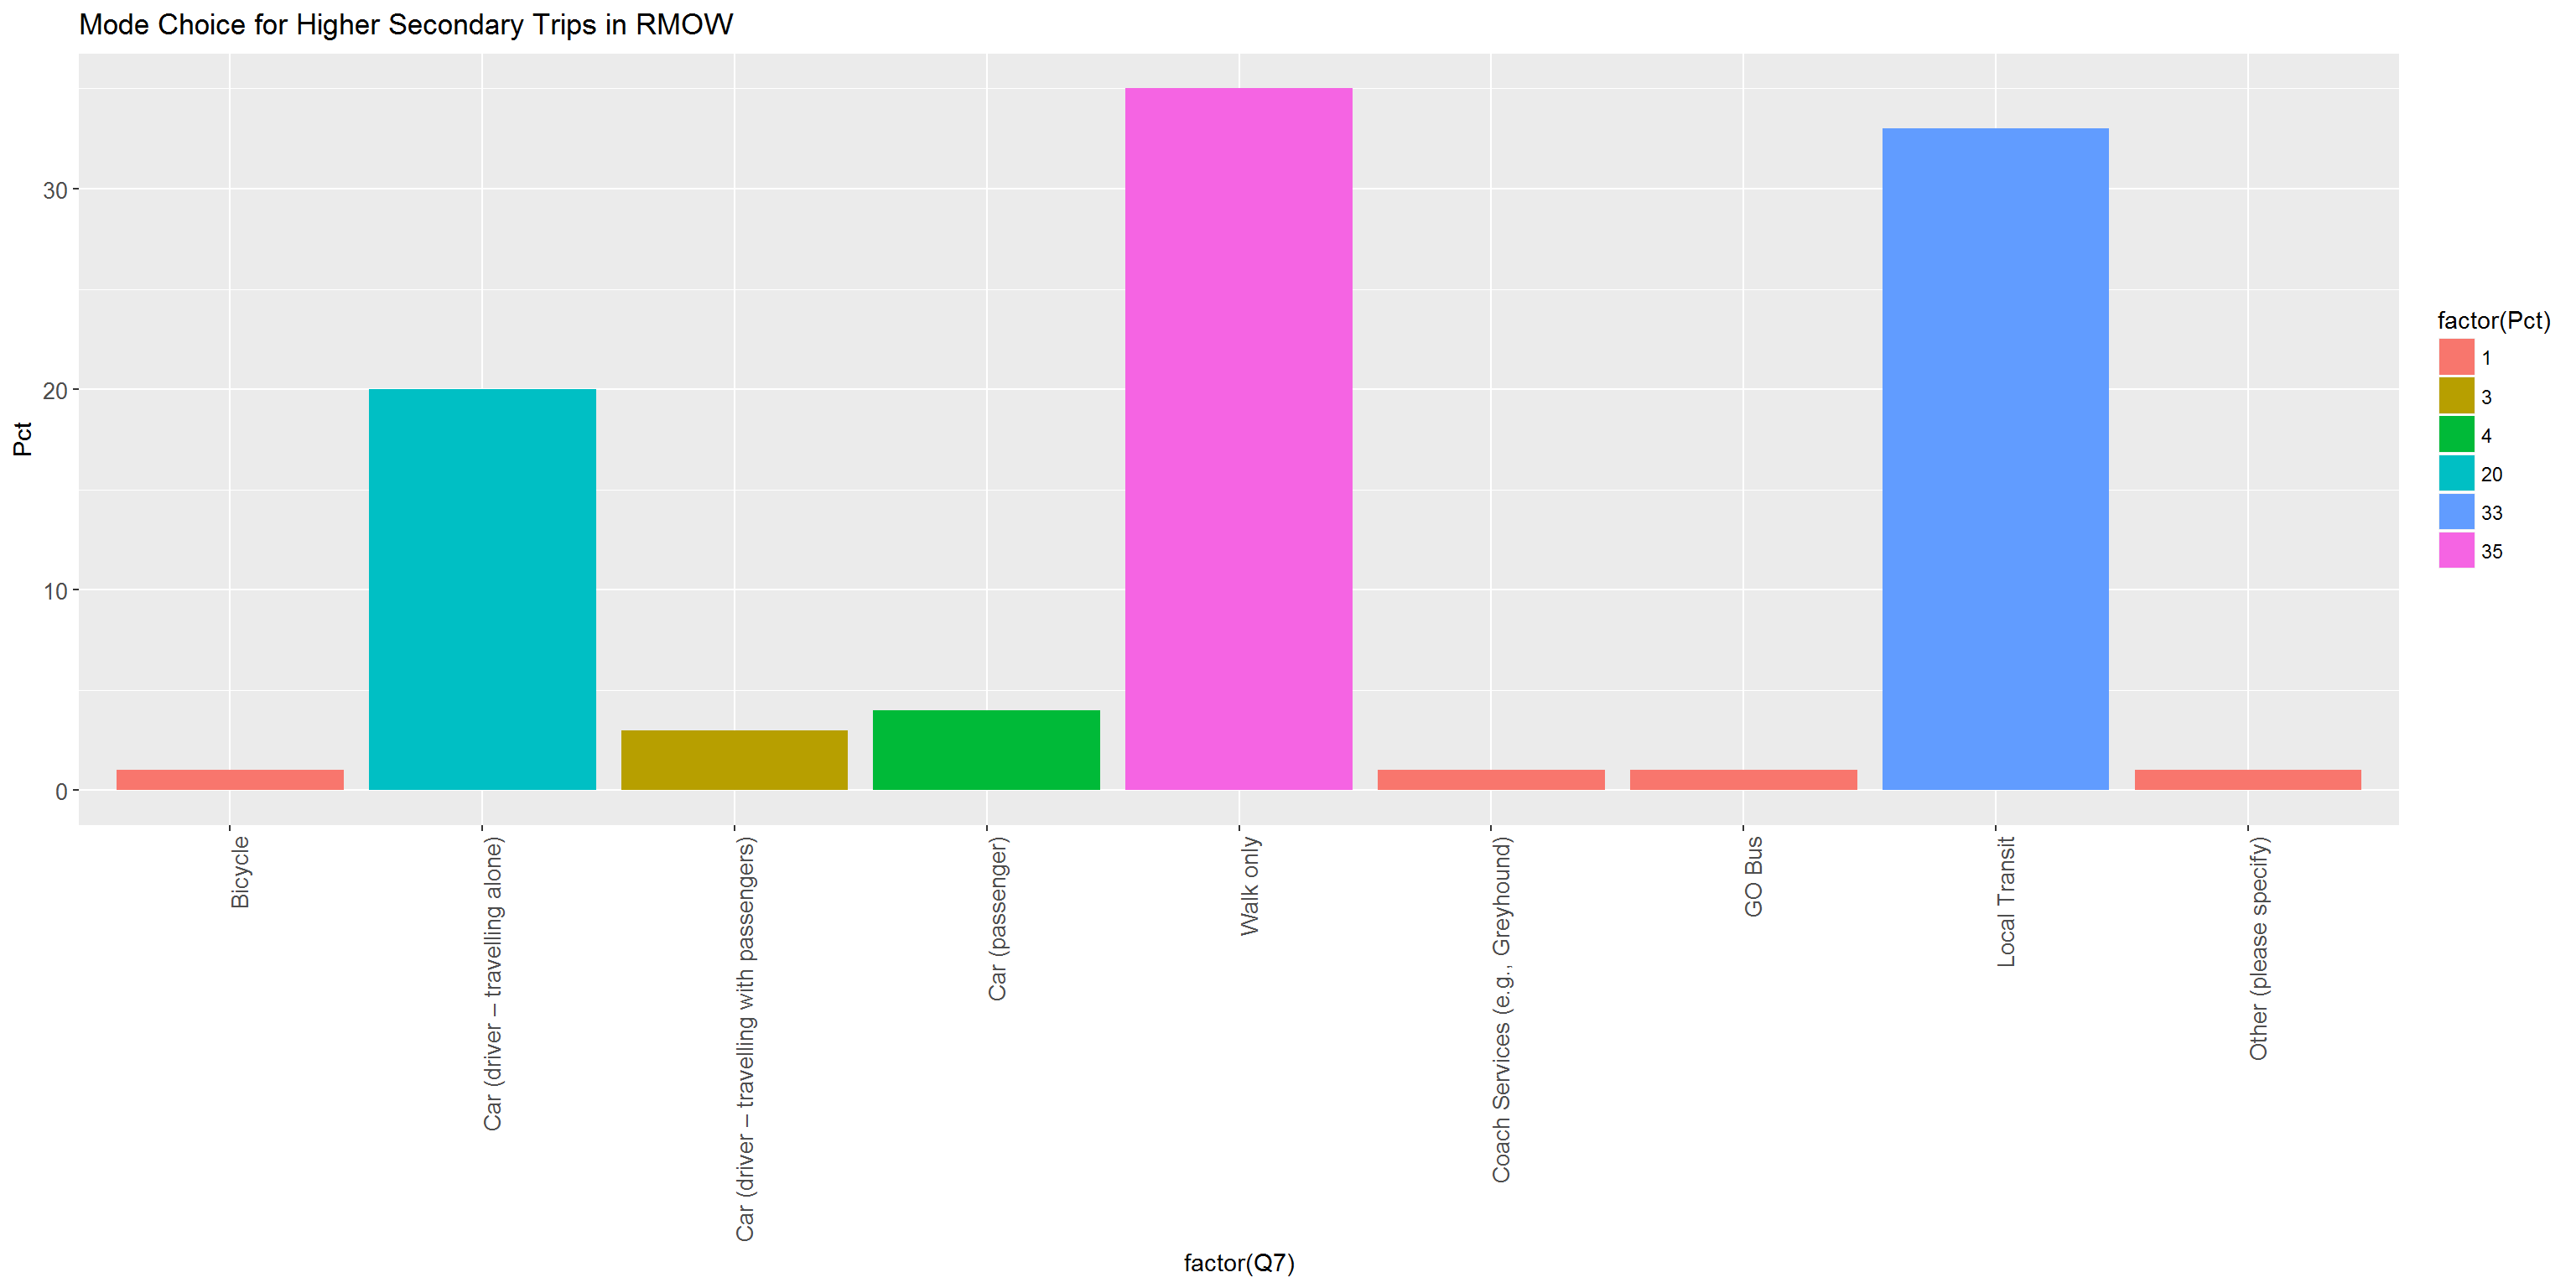 Mode Choice for Higher Secondary Trips in RMOW
Pct
30
20
10
0
Bicycle
Car (driver – travelling alone)
Car (driver – travelling with passengers)
Car (passenger)
Walk only
Coach Services (e.g., Greyhound)
GO Bus
Local Transit
Other (please specify)
factor(Q7)
factor(Pct)
1
3
4
20
33
35